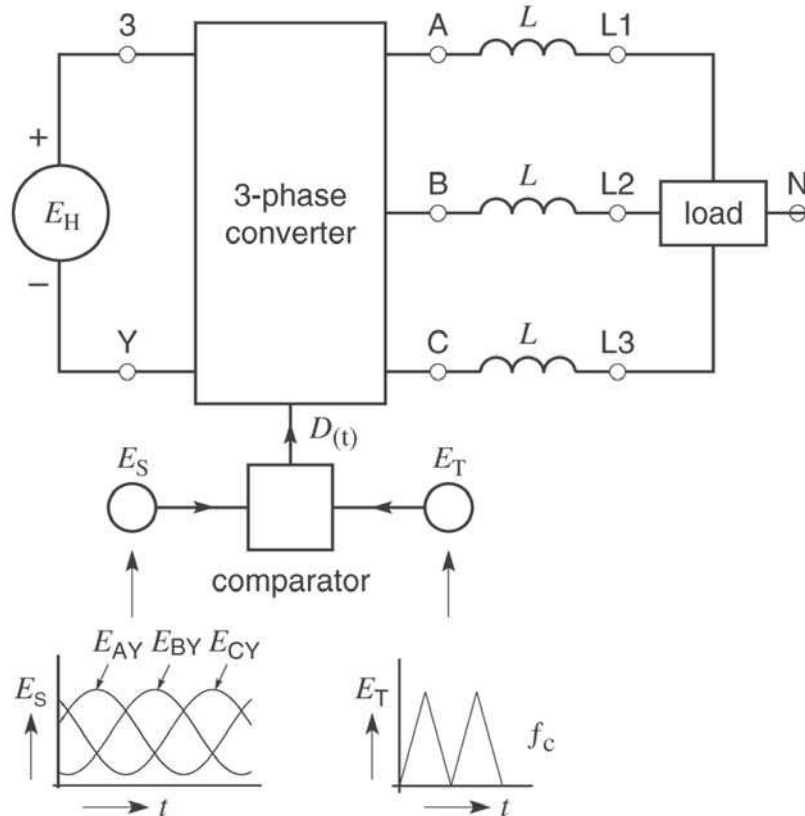 3 A L L1
+
E_H
−
3-phase
converter
B L L2
load
N
Y C L L3
D_(t)
E_S
E_T
comparator
E_AY E_BY E_CY
E_S
t
E_T
f_c
t